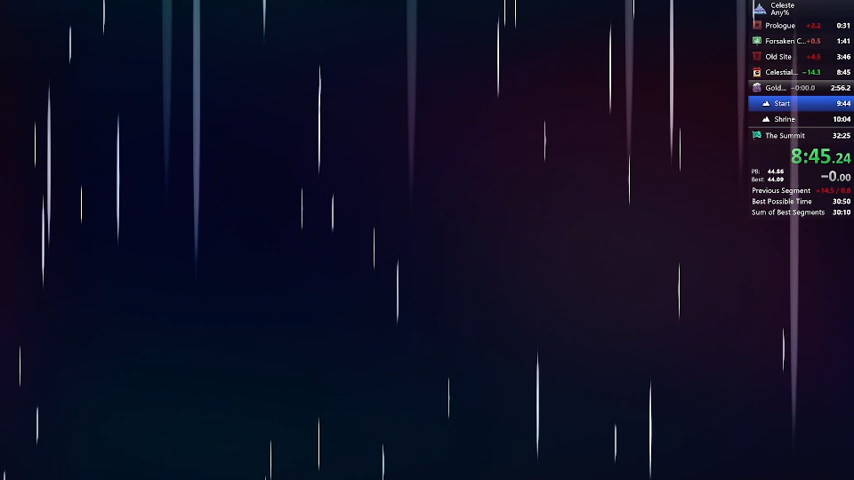 Celeste
Any%
Prologue +2.2 0:31
Forsaken C... +0.5 1:41
Old Site +4.5 3:46
Celestial... −14.3 8:45
Gold... −0:00.0 2:56.2
Start 9:44
Shrine 10:04
The Summit 32:25
8:45.24
PB: 44.86
Best: 44.09
−0.00
Previous Segment +14.5 / 0.8
Best Possible Time 30:50
Sum of Best Segments 30:10